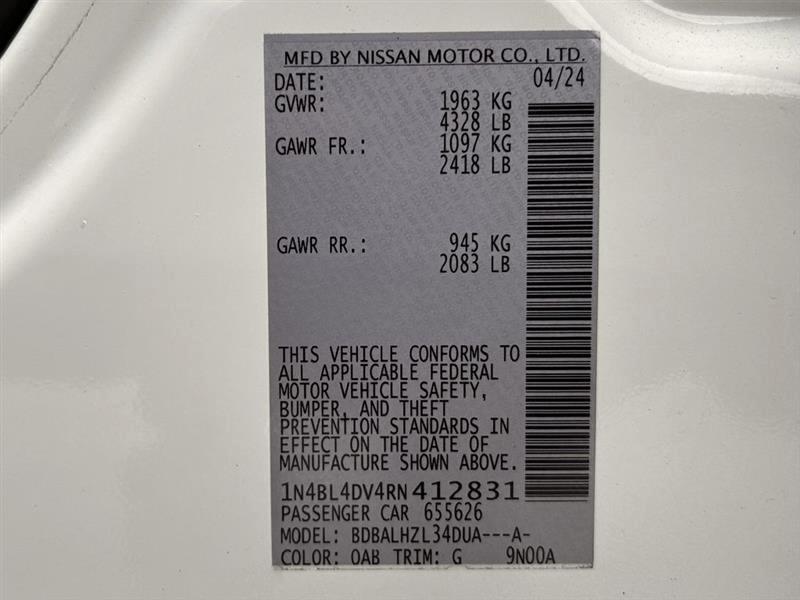 MFD BY NISSAN MOTOR CO., LTD.
DATE: 04/24
GVWR: 1963 KG
4328 LB
GAWR FR.: 1097 KG
2418 LB
GAWR RR.: 945 KG
2083 LB
THIS VEHICLE CONFORMS TO
ALL APPLICABLE FEDERAL
MOTOR VEHICLE SAFETY,
BUMPER, AND THEFT
PREVENTION STANDARDS IN
EFFECT ON THE DATE OF
MANUFACTURE SHOWN ABOVE.
1N4BL4DV4RN412831
PASSENGER CAR 655626
MODEL: BDBALHZL34DUA---A-
COLOR: OAB TRIM: G 9N00A